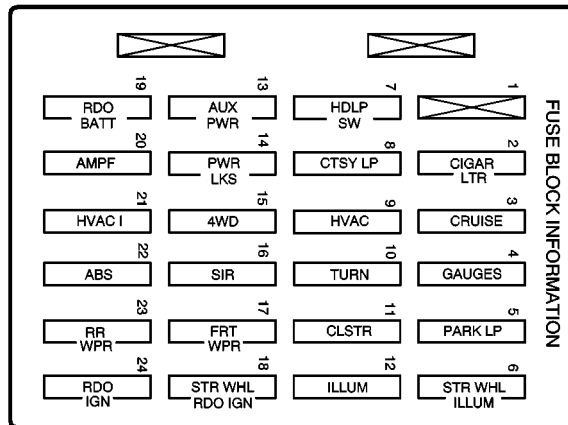 19 13 7 1
RDO BATT AUX PWR HDLP SW
20 14 8 2
AMPF PWR LKS CTSY LP CIGAR LTR
21 15 9 3
HVAC I 4WD HVAC CRUISE
22 16 10 4
ABS SIR TURN GAUGES
23 17 11 5
RR WPR FRT WPR CLSTR PARK LP
24 18 12 6
RDO IGN STR WHL RDO IGN ILLUM STR WHL ILLUM
FUSE BLOCK INFORMATION